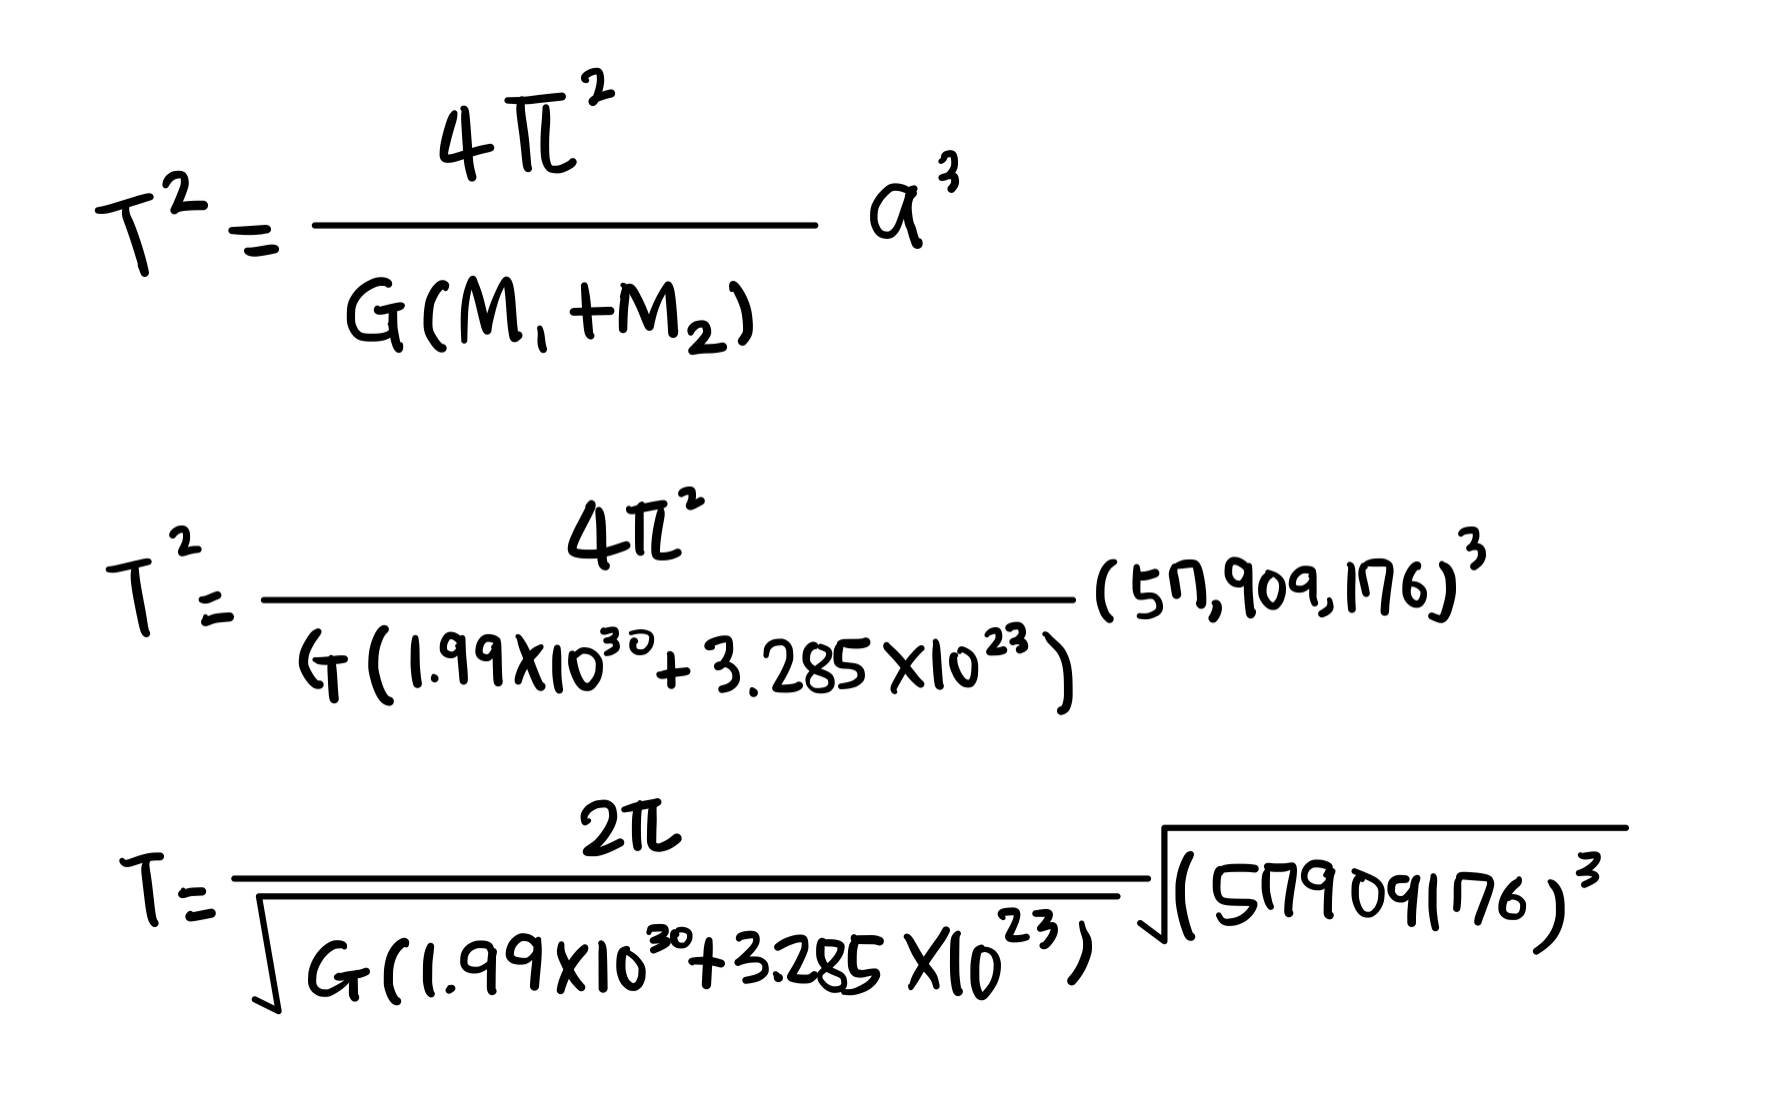 T² = 4π² / G(M₁+M₂) a³
T² = 4π² / G(1.99×10³⁰+3.285×10²³) (57,909,176)³
T = 2π / √(G(1.99×10³⁰+3.285×10²³)) √((57909176)³)